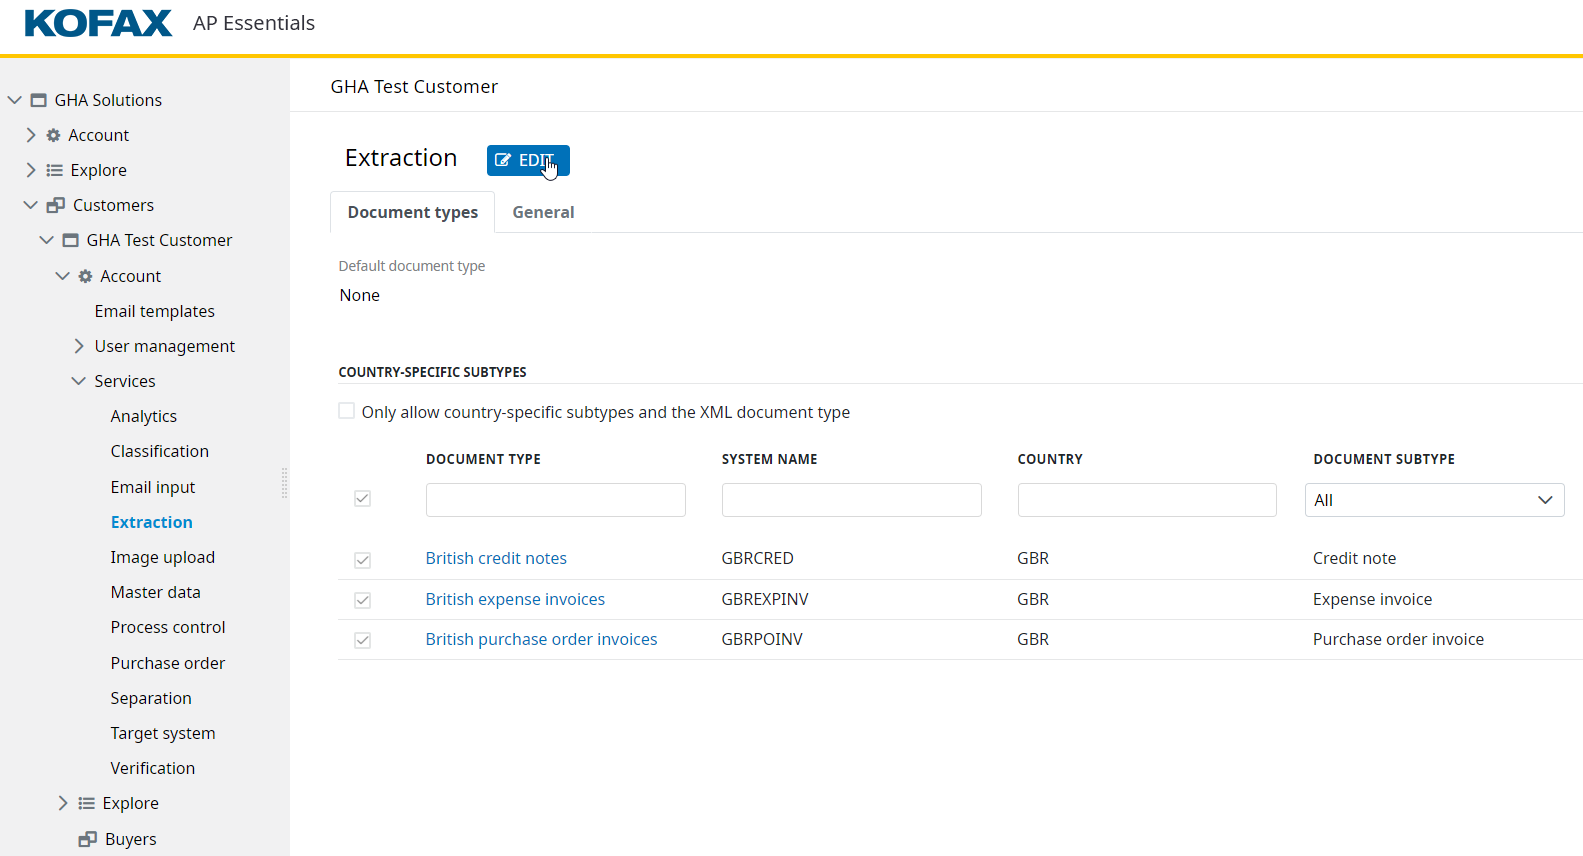 KOFAX AP Essentials
GHA Solutions
Account
Explore
Customers
GHA Test Customer
Account
Email templates
User management
Services
Analytics
Classification
Email input
Extraction
Image upload
Master data
Process control
Purchase order
Separation
Target system
Verification
Explore
Buyers
GHA Test Customer
Extraction EDIT
Document types General
Default document type
None
COUNTRY-SPECIFIC SUBTYPES
Only allow country-specific subtypes and the XML document type
DOCUMENT TYPE SYSTEM NAME COUNTRY DOCUMENT SUBTYPE
All
British credit notes GBRCRED GBR Credit note
British expense invoices GBREXPINV GBR Expense invoice
British purchase order invoices GBRPOINV GBR Purchase order invoice